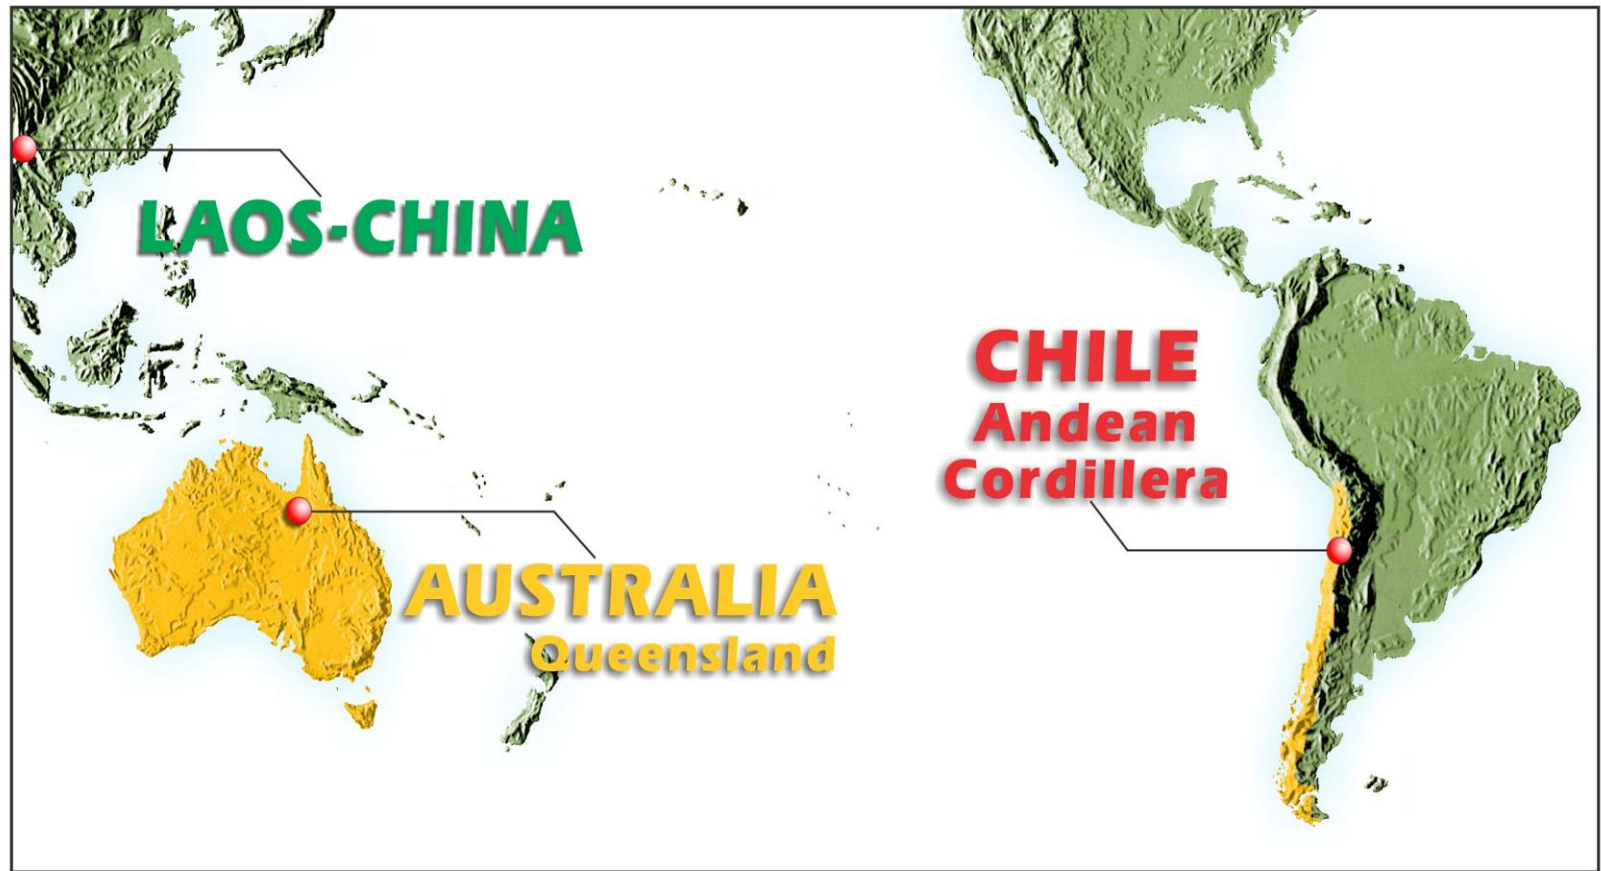 LAOS-CHINA
CHILE
Andean
Cordillera
AUSTRALIA
Queensland